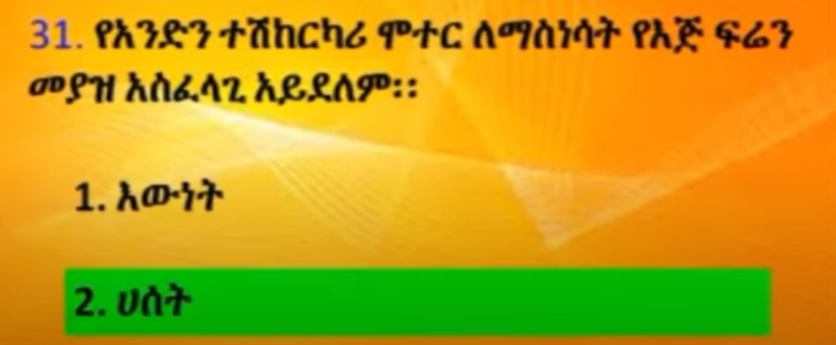 31. የአንድን ተሽከርካሪ ሞተር ለማስነሳት የእጅ ፍሬን
መያዝ አስፈላጊ አይደለም፡፡
1. እውነት
2. ሀሰት